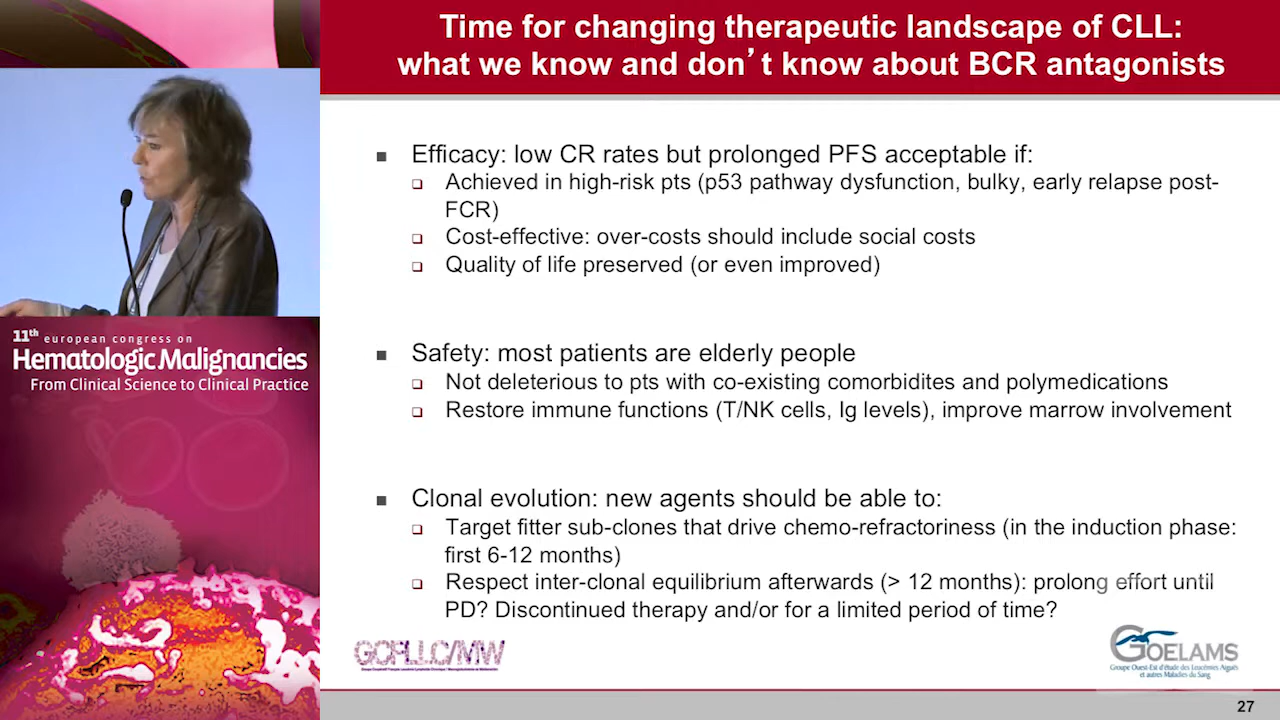 Time for changing therapeutic landscape of CLL:
what we know and don’t know about BCR antagonists
Efficacy: low CR rates but prolonged PFS acceptable if:
Achieved in high-risk pts (p53 pathway dysfunction, bulky, early relapse post-
FCR)
Cost-effective: over-costs should include social costs
Quality of life preserved (or even improved)
Safety: most patients are elderly people
Not deleterious to pts with co-existing comorbidites and polymedications
Restore immune functions (T/NK cells, Ig levels), improve marrow involvement
Clonal evolution: new agents should be able to:
Target fitter sub-clones that drive chemo-refractoriness (in the induction phase:
first 6-12 months)
Respect inter-clonal equilibrium afterwards (> 12 months): prolong effort until
PD? Discontinued therapy and/or for a limited period of time?
11th european congress on
Hematologic Malignancies
From Clinical Science to Clinical Practice
GOELAMS
Groupe Ouest-Est d'étude des Leucémies Aiguës
et autres Maladies du Sang
27